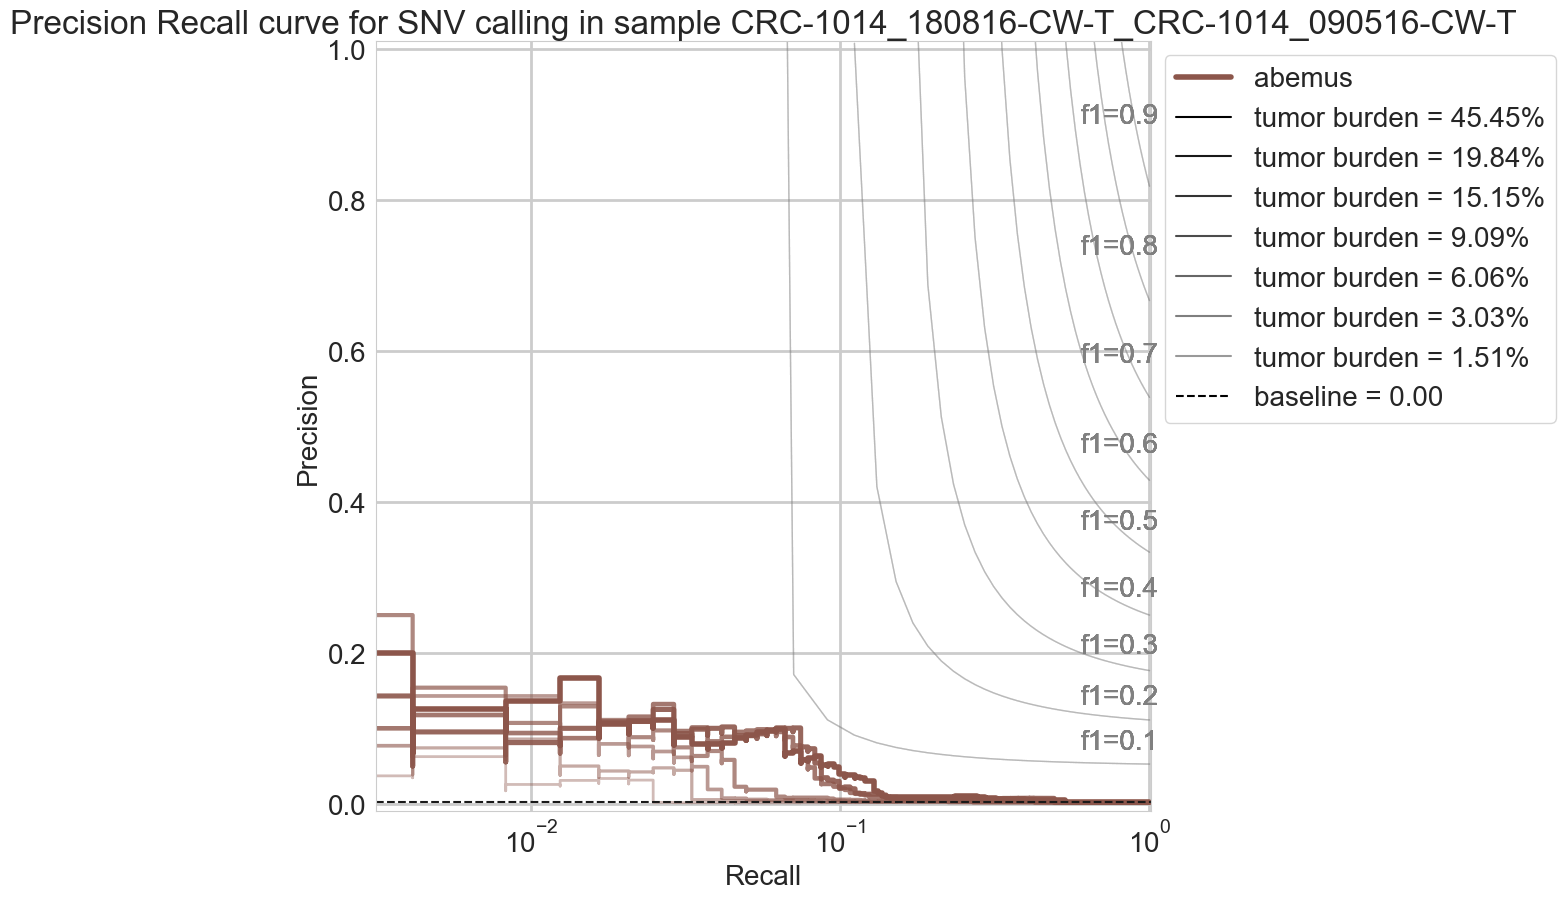 Precision Recall curve for SNV calling in sample CRC-1014_180816-CW-T_CRC-1014_090516-CW-T
1.0
0.8
0.6
0.4
0.2
0.0
Precision
f1=0.9
f1=0.8
f1=0.7
f1=0.6
f1=0.5
f1=0.4
f1=0.3
f1=0.2
f1=0.1
10⁻² 10⁻¹ 10⁰
Recall
abemus
tumor burden = 45.45%
tumor burden = 19.84%
tumor burden = 15.15%
tumor burden = 9.09%
tumor burden = 6.06%
tumor burden = 3.03%
tumor burden = 1.51%
baseline = 0.00